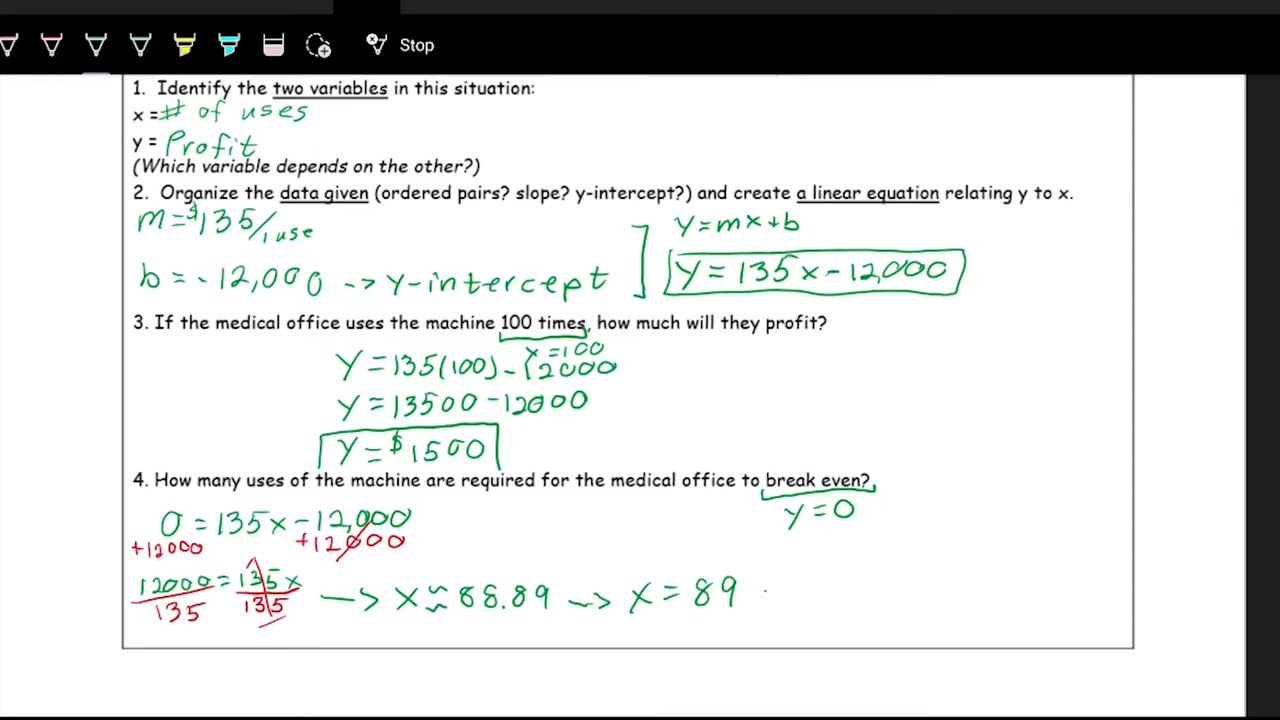 Stop
1. Identify the two variables in this situation:
x = # of uses
y = Profit
(Which variable depends on the other?)
2. Organize the data given (ordered pairs? slope? y-intercept?) and create a linear equation relating y to x.
m = $135/1 use
b = -12,000 -> y-intercept
y = mx + b
y = 135x - 12000
3. If the medical office uses the machine 100 times, how much will they profit?
x = 100
y = 135(100) - 12000
y = 13500 - 12000
y = $1500
4. How many uses of the machine are required for the medical office to break even?
y = 0
0 = 135x - 12,000
+12000 +12000
12000 = 135x
135 135
-> x ≈ 88.89 -> x = 89